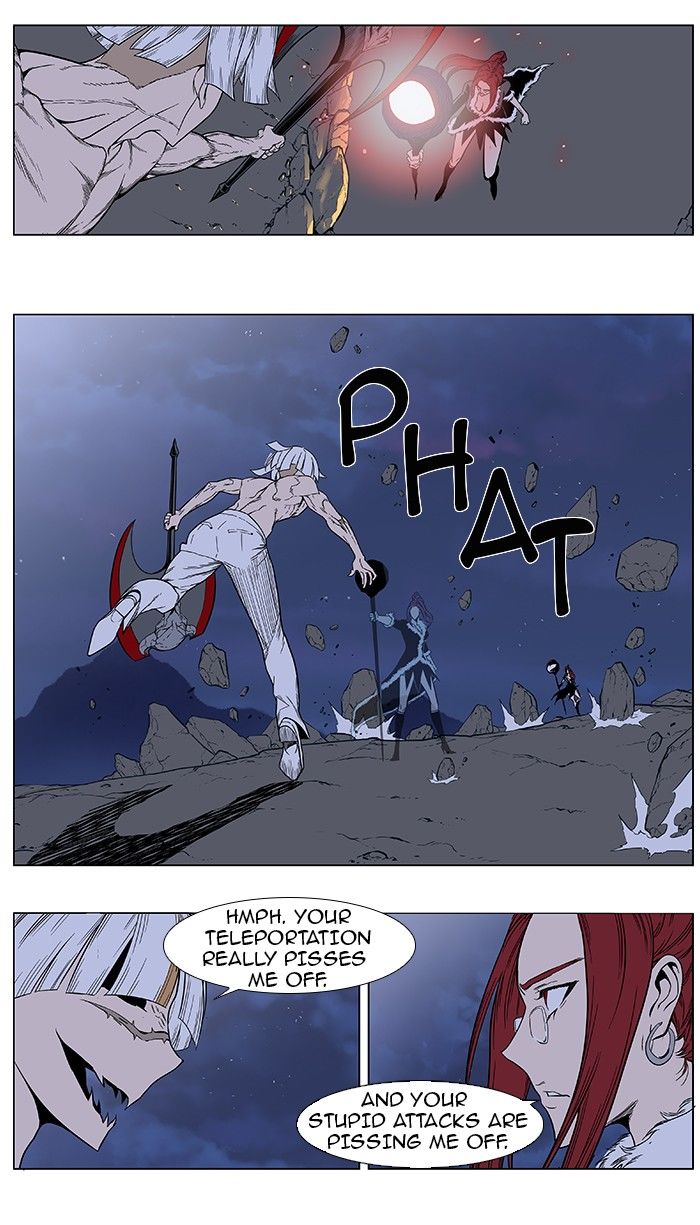 PHAT
HMPH. YOUR
TELEPORTATION
REALLY PISSES
ME OFF.
AND YOUR
STUPID ATTACKS ARE
PISSING ME OFF.